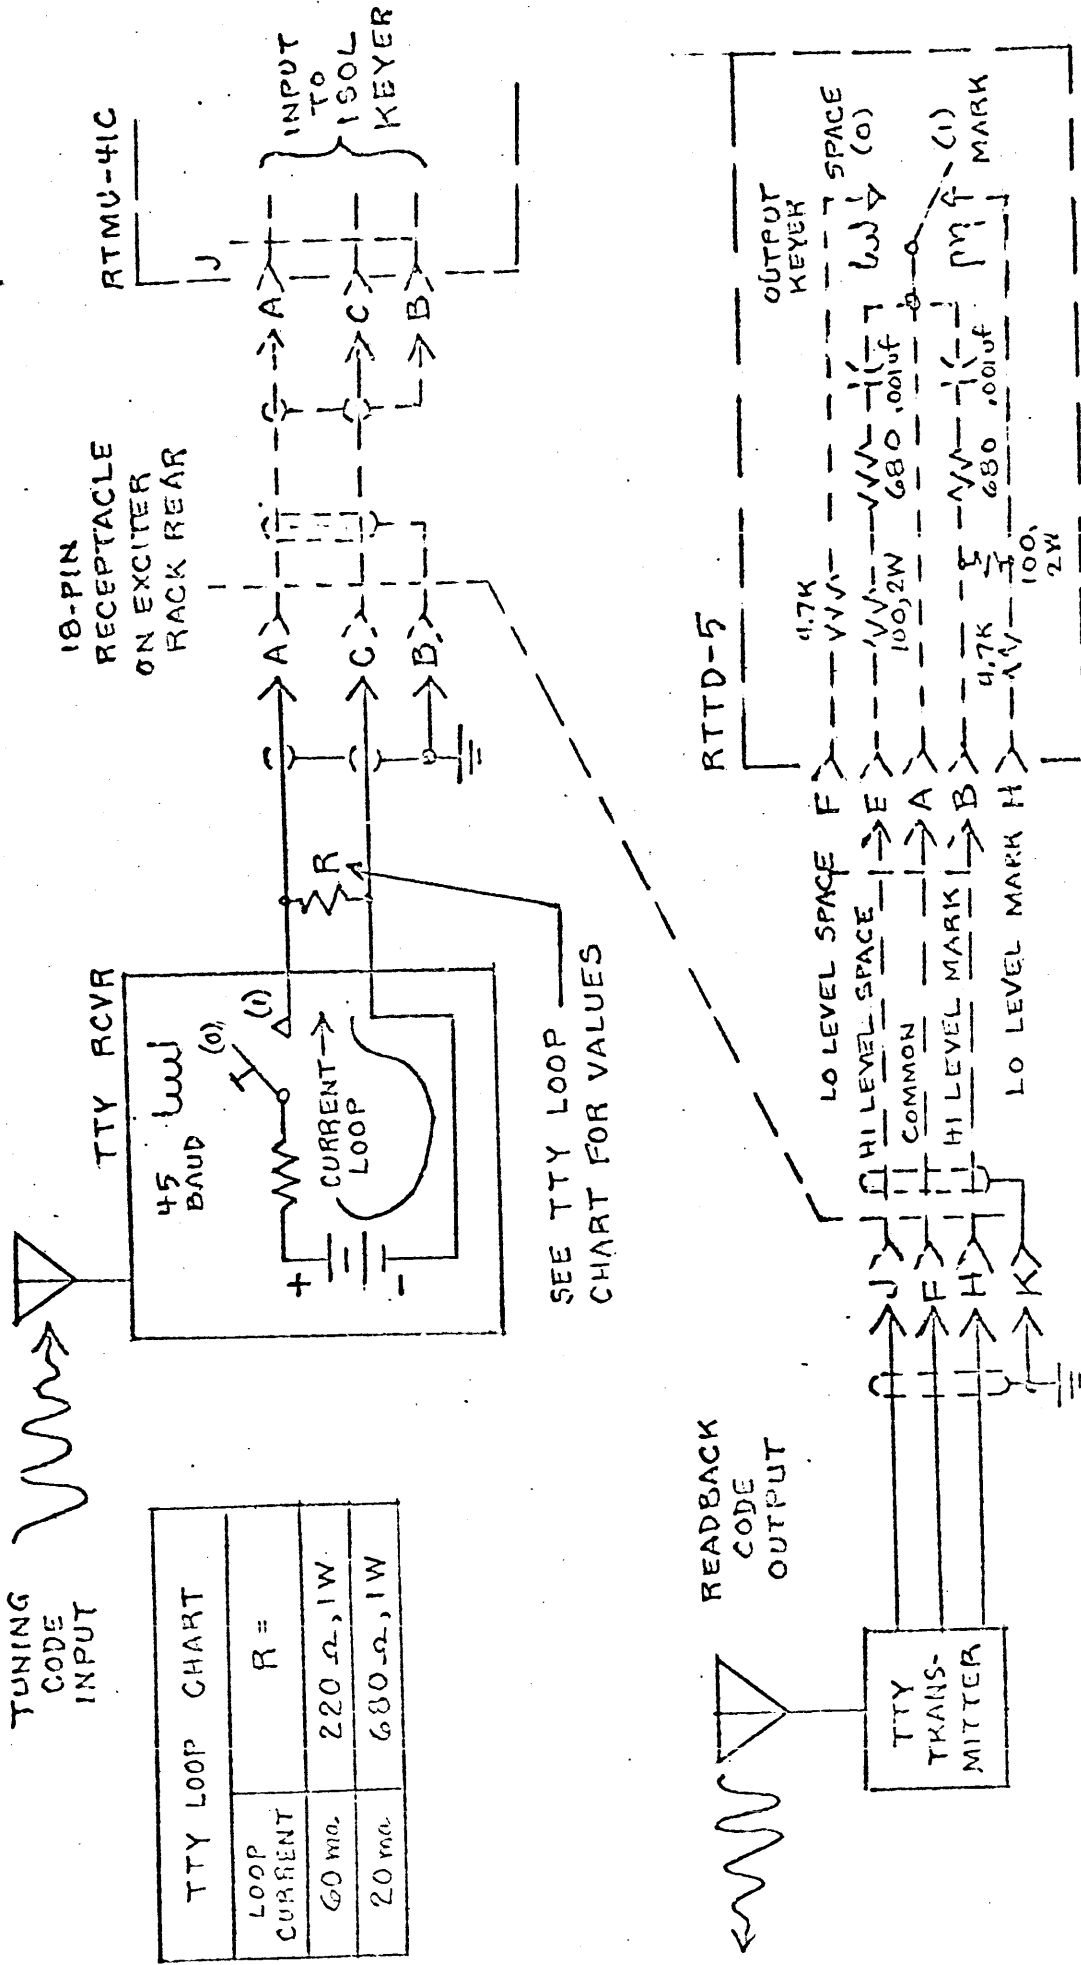 TUNING
CODE
INPUT
TTY RCVR
45
BAUD
(0)
(1)
CURRENT
LOOP
+
-
R
SEE TTY LOOP
CHART FOR VALUES
18-PIN
RECEPTACLE
ON EXCITER
RACK REAR
A
C
B
RTMU-41C
J
A
C
B
INPUT
TO
ISOL
KEYER
TTY LOOP CHART
LOOP
CURRENT
R =
60 ma 220 Ω, 1W
20 ma 680 Ω, 1W
READBACK
CODE
OUTPUT
TTY
TRANS-
MITTER
J
F
H
K
LO LEVEL SPACE F
HI LEVEL SPACE E
COMMON A
HI LEVEL MARK B
LO LEVEL MARK H
RTTD-5
4.7K
100, 2W
680 .001uf
4.7K
680 .001uf
100,
2W
OUTPUT
KEYER
SPACE
(0)
(1)
MARK